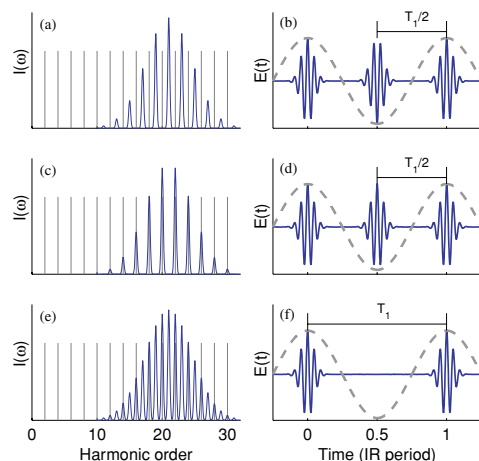 (a)
I(ω)
(b)
E(t)
T₁/2
(c)
I(ω)
(d)
E(t)
T₁/2
(e)
I(ω)
0 10 20 30
Harmonic order
(f)
E(t)
T₁
0 0.5 1
Time (IR period)